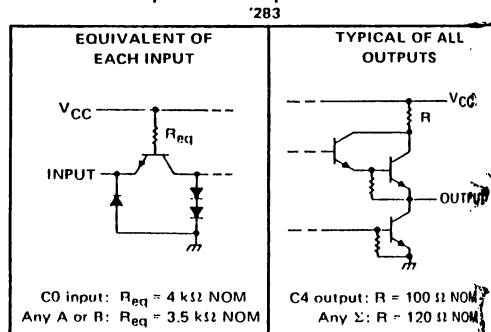 '283
EQUIVALENT OF
EACH INPUT
VCC
Req
INPUT
C0 input: Req = 4 kΩ NOM
Any A or B: Req = 3.5 kΩ NOM
TYPICAL OF ALL
OUTPUTS
VCC
R
OUTPUT
C4 output: R = 100 Ω NOM
Any Σ: R = 120 Ω NOM